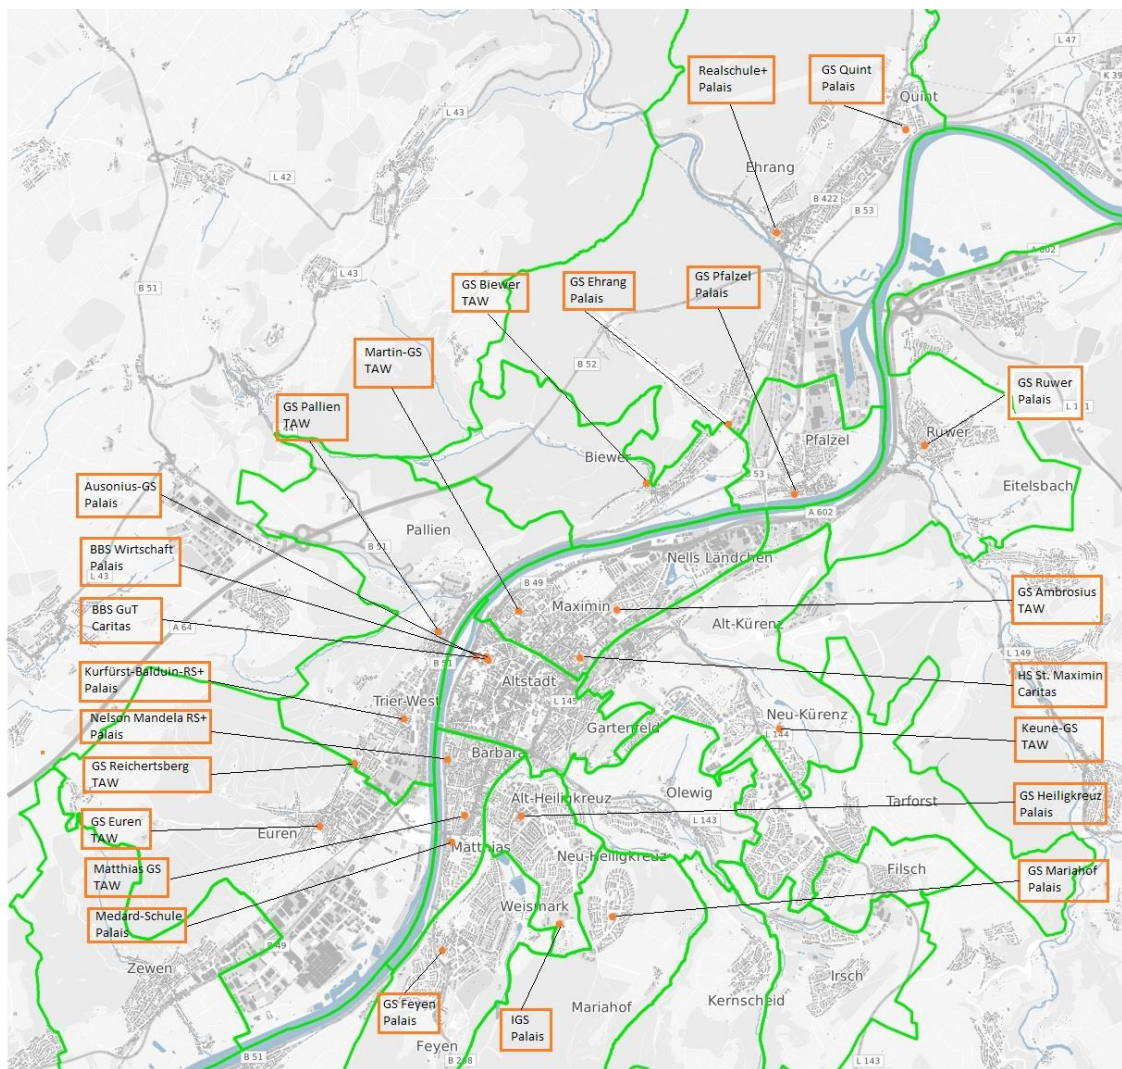 L 47
K 39
Realschule+
Palais
GS Quint
Palais
Quint
L 43
Ehrang
L 42
B 422
B 53
A 602
B 51
L 43
GS Biewer
TAW
GS Ehrang
Palais
GS Pfalzel
Palais
Martin-GS
TAW
B 52
GS Ruwer
Palais
GS Pallien
TAW
Pfalzel
Ruwer
Biewer
Ausonius-GS
Palais
53
Eitelsbach
A 602
Pallien
B 51
BBS Wirtschaft
Palais
Nells Ländchen
L 43
B 49
GS Ambrosius
TAW
Maximin
BBS GuT
Caritas
A 64
Alt-Kürenz
L 149
B 51
HS St. Maximin
Caritas
Kurfürst-Balduin-RS+
Palais
Altstadt
Trier-West
L 145
Gartenfeld
Neu-Kürenz
L 144
Nelson Mandela RS+
Palais
Keune-GS
TAW
Barbara
GS Reichertsberg
TAW
Alt-Heiligkreuz
Olewig
GS Heiligkreuz
Palais
Tarforst
L 143
GS Euren
TAW
Euren
Matthias
Neu-Heiligkreuz
Filsch
GS Mariahof
Palais
Matthias GS
TAW
Weismark
Medard-Schule
Palais
B 49
Zewen
Irsch
GS Feyen
Palais
Mariahof
Kernscheid
IGS
Palais
Feyen
B 51
B 268
L 143